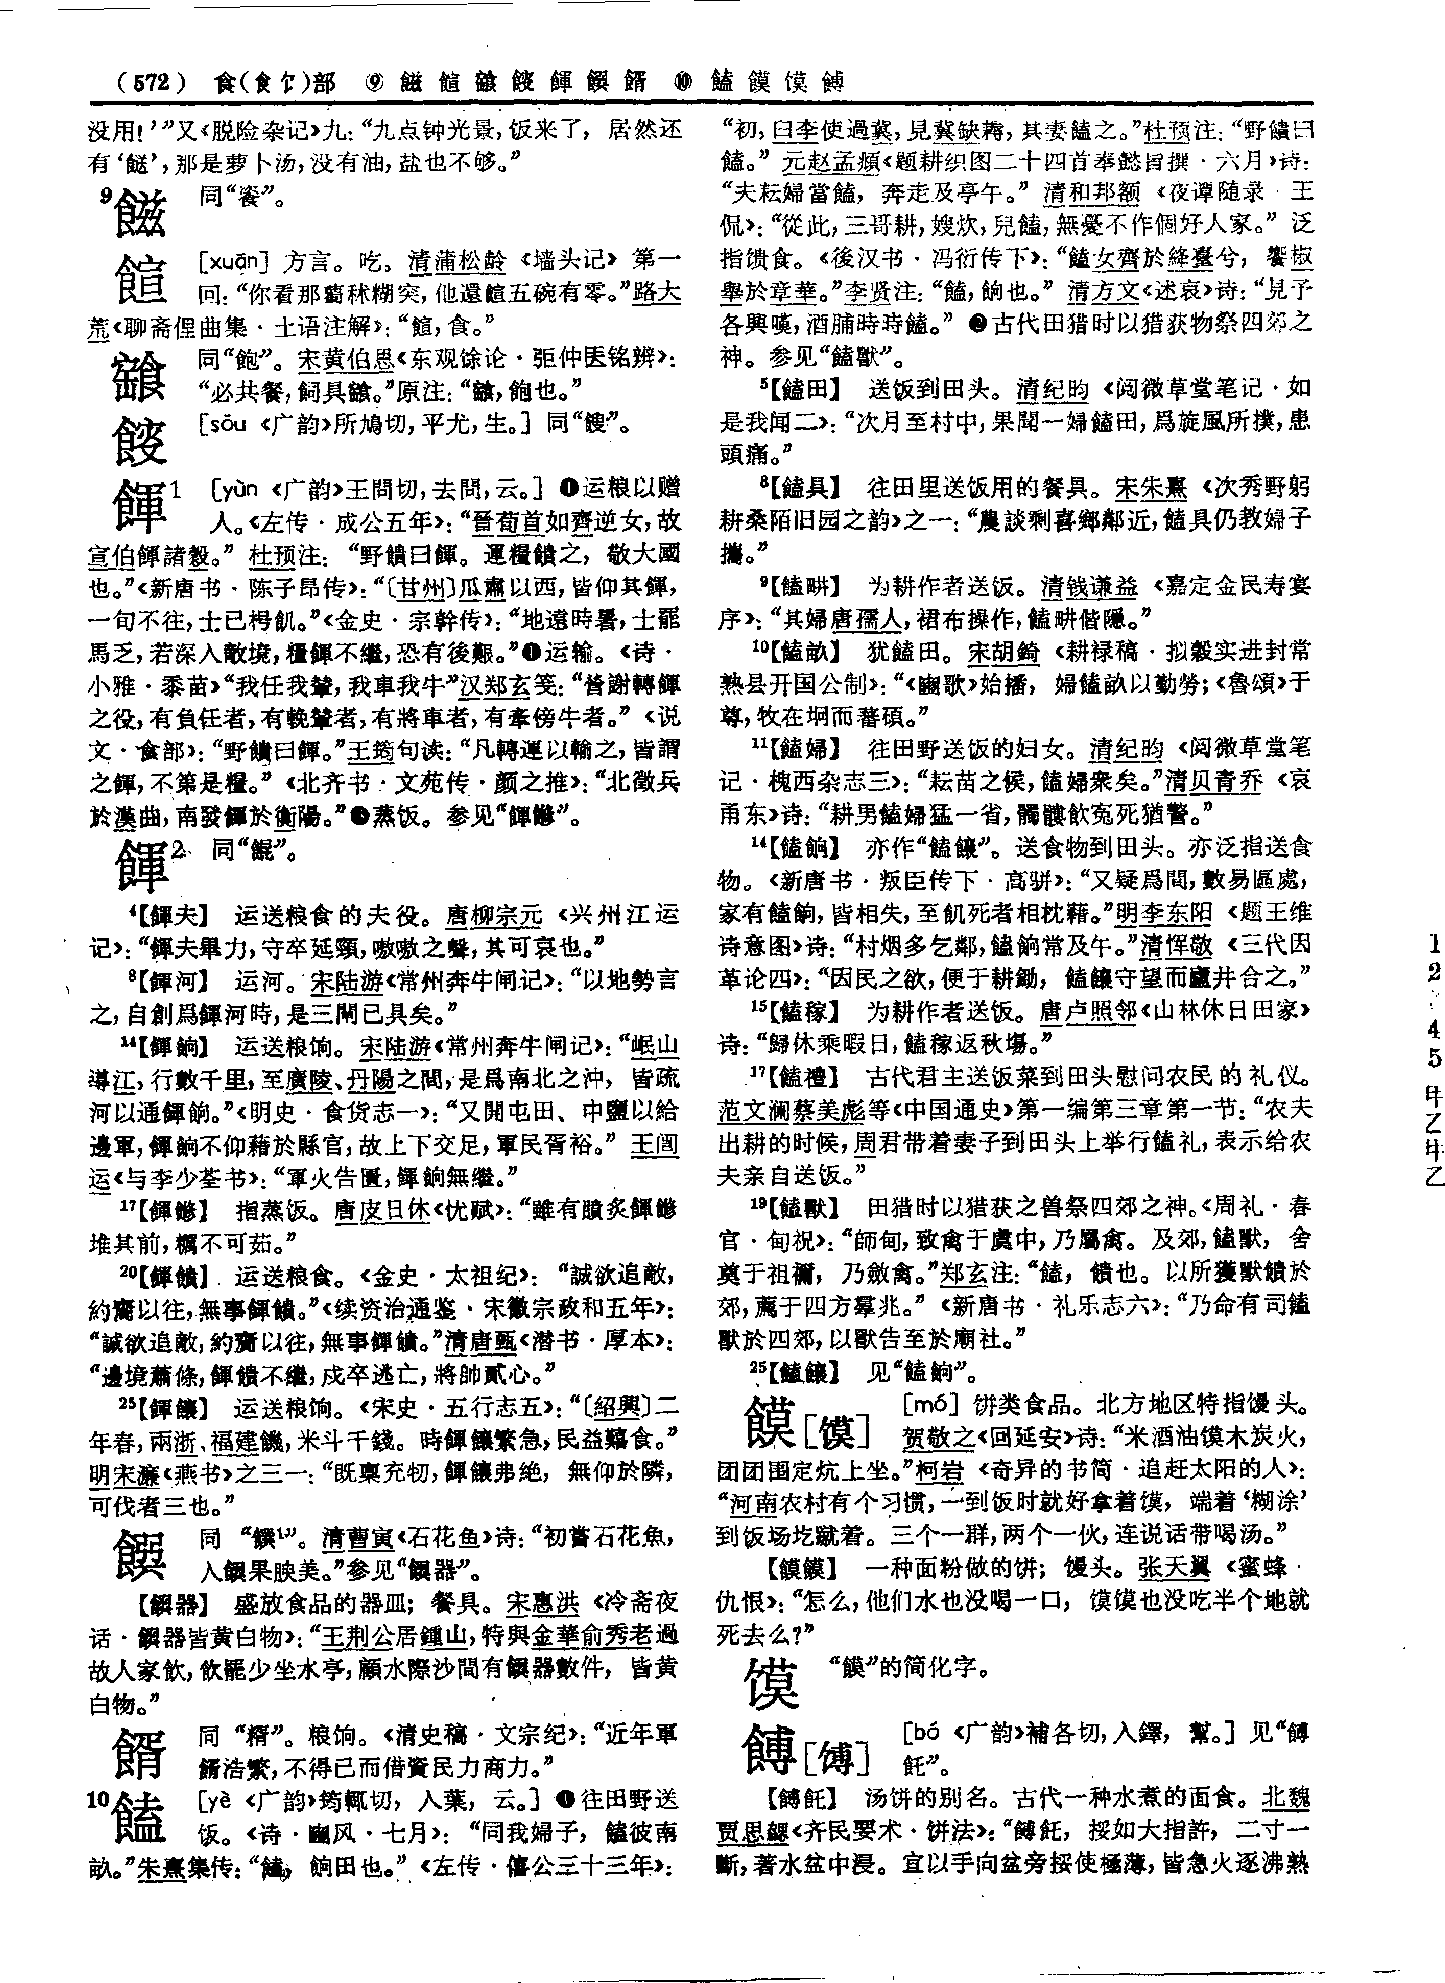 (572) 食(飠饣)部 ⑨ 䭣 䭓 餩 餿 餫 饌 䭒 ⑩ 饁 饃 馍 餺
没用!’”又《脱险杂记》九:“九点钟光景,饭来了,居然还
有‘餸’,那是萝卜汤,没有油,盐也不够。”
9 同“餈”。
[xuān] 方言。吃。清蒲松龄《墙头记》第一
回:“你看那蜀秫糊突,他還䭓五碗有零。”路大
荒《聊斋俚曲集·土语注解》:“䭓,食。”
同“飽”。宋黄伯思《东观馀论·弡仲医铭辨》:
“必共餐,飼具。”原注:“,飽也。”
[sōu《广韵》所鳩切,平尤,生。] 同“餿”。
餫1 [yùn《广韵》王問切,去問,云。] ❶运粮以赠
人。《左传·成公五年》:“晉荀首如齊逆女,故
宣伯餫諸穀。”杜预注:“野饋曰餫。運糧饋之,敬大國
也。”《新唐书·陈子昂传》:“〔甘州〕瓜肅以西,皆仰其餫,
一旬不往,士已枵飢。”《金史·宗幹传》:“地遠時暑,士罷
馬乏,若深入敵境,糧餫不繼,恐有後艱。”❶运输。《诗·
小雅·黍苗》“我任我輦,我車我牛”汉郑玄笺:“營謝轉餫
之役,有負任者,有輓輦者,有將車者,有牽傍牛者。”《说
文·食部》:“野饋曰餫。”王筠句读:“凡轉運以輸之,皆謂
之餫,不第是糧。”《北齐书·文苑传·颜之推》:“北徵兵
於漢曲,南發餫於衡陽。”❶蒸饭。参见“餫䭜”。
餫2 同“餛”。
4【餫夫】 运送粮食的夫役。唐柳宗元《兴州江运
记》:“餫夫畢力,守卒延頸,嗷嗷之聲,其可哀也。”
8【餫河】 运河。宋陆游《常州奔牛闸记》:“以地勢言
之,自創爲餫河時,是三閘已具矣。”
14【餫餉】 运送粮饷。宋陆游《常州奔牛闸记》:“岷山
導江,行數千里,至廣陵、丹陽之間,是爲南北之沖,皆疏
河以通餫餉。”《明史·食货志一》:“又開屯田、中鹽以給
邊軍,餫餉不仰藉於縣官,故上下交足,軍民胥裕。”王闿
运《与李少荃书》:“軍火告匱,餫餉無繼。”
17【餫䭜】 指蒸饭。唐皮日休《忧赋》:“雖有膹炙餫䭜
堆其前,櫔不可茹。”
20【餫饋】 运送粮食。《金史·太祖纪》:“誠欲追敵,
約齎以往,無事餫饋。”《续资治通鉴·宋徽宗政和五年》:
“誠欲追敵,約齎以往,無事餫饋。”清唐甄《潜书·厚本》:
“邊境蕭條,餫饋不繼,戍卒逃亡,將帥貳心。”
25【餫饟】 运送粮饷。《宋史·五行志五》:“〔紹興〕二
年春,兩浙、福建饑,米斗千錢。時餫饟繁急,民益囏食。”
明宋濂《燕书》之三一:“既稟充牣,餫饟弗絶,無仰於隣,
可伐者三也。”
同“饌1”。清曹寅《石花鱼》诗:“初嘗石花魚,
入饌果腴美。”参见“饌器”。
【饌器】 盛放食品的器皿;餐具。宋惠洪《冷斋夜
话·饌器皆黄白物》:“王荆公居鍾山,特與金華俞秀老過
故人家飲,飲罷少坐水亭,顧水際沙間有饌器數件,皆黄
白物。”
同“糈”。粮饷。《清史稿·文宗纪》:“近年軍
浩繁,不得已而借資民力商力。”
10饁 [yè《广韵》筠輒切,入葉,云。] ❶往田野送
饭。《诗·豳风·七月》:“同我婦子,饁彼南
畝。”朱熹集传:“饁,餉田也。”《左传·僖公三十三年》:
“初,臼季使過冀,見冀缺耨,其妻饁之。”杜预注:“野饋曰
饁。”元赵孟頫《题耕织图二十四首奉懿旨撰·六月》诗:
“夫耘婦當饁,奔走及亭午。”清和邦额《夜谭随录·王
侃》:“從此,三哥耕,嫂炊,兒饁,無憂不作個好人家。”泛
指馈食。《後汉书·冯衍传下》:“饁女齊於絳臺兮,饗椒
舉於章華。”李贤注:“饁,餉也。”清方文《述哀》诗:“見予
各興嘆,酒脯時時饁。”❷古代田猎时以猎获物祭四郊之
神。参见“饁獸”。
5【饁田】 送饭到田头。清纪昀《阅微草堂笔记·如
是我闻二》:“次月至村中,果聞一婦饁田,爲旋風所撲,患
頭痛。”
8【饁具】 往田里送饭用的餐具。宋朱熹《次秀野躬
耕桑陌旧园之韵》之一:“農談剩喜鄉鄰近,饁具仍教婦子
攜。”
9【饁畊】 为耕作者送饭。清钱谦益《嘉定金民寿宴
序》:“其婦唐孺人,裙布操作,饁畊偕隱。”
10【饁畝】 犹饁田。宋胡錡《耕禄稿·拟穀实进封常
熟县开国公制》:“《豳歌》始播,婦饁畝以勤勞;《魯頌》于
尊,牧在坰而蕃碩。”
11【饁婦】 往田野送饭的妇女。清纪昀《阅微草堂笔
记·槐西杂志三》:“耘苗之候,饁婦衆矣。”清贝青乔《哀
甬东》诗:“耕男饁婦猛一省,髑髏飲冤死猶警。”
14【饁餉】 亦作“饁饟”。送食物到田头。亦泛指送食
物。《新唐书·叛臣传下·高骈》:“又疑爲間,數易區處,
家有饁餉,皆相失,至飢死者相枕藉。”明李东阳《题王维
诗意图》诗:“村烟多乞鄰,饁餉常及午。”清恽敬《三代因
革论四》:“因民之欲,便于耕鋤,饁饟守望而廬井合之。”
15【饁稼】 为耕作者送饭。唐卢照邻《山林休日田家》
诗:“歸休乘暇日,饁稼返秋場。”
17【饁禮】 古代君主送饭菜到田头慰问农民的礼仪。
范文澜蔡美彪等《中国通史》第一编第三章第一节:“农夫
出耕的时候,周君带着妻子到田头上举行饁礼,表示给农
夫亲自送饭。”
19【饁獸】 田猎时以猎获之兽祭四郊之神。《周礼·春
官·甸祝》:“師甸,致禽于虞中,乃屬禽。及郊,饁獸,舍
奠于祖禰,乃斂禽。”郑玄注:“饁,饋也。以所獲獸饋於
郊,薦于四方羣兆。”《新唐书·礼乐志六》:“乃命有司饁
獸於四郊,以獸告至於廟社。”
25【饁饟】 见“饁餉”。
饃[馍] [mó] 饼类食品。北方地区特指馒头。
贺敬之《回延安》诗:“米酒油馍木炭火,
团团围定炕上坐。”柯岩《奇异的书简·追赶太阳的人》:
“河南农村有个习惯,一到饭时就好拿着馍,端着‘糊涂’
到饭场圪蹴着。三个一群,两个一伙,连说话带喝汤。”
【饃饃】 一种面粉做的饼;馒头。张天翼《蜜蜂·
仇恨》:“怎么,他们水也没喝一口,馍馍也没吃半个地就
死去么?”
馍 “饃”的简化字。
餺[馎] [bó《广韵》補各切,入鐸,幫。] 见“餺
飥”。
【餺飥】 汤饼的别名。古代一种水煮的面食。北魏
贾思勰《齐民要术·饼法》:“餺飥,挼如大指許,二寸一
斷,著水盆中浸。宜以手向盆旁挼使極薄,皆急火逐沸熟